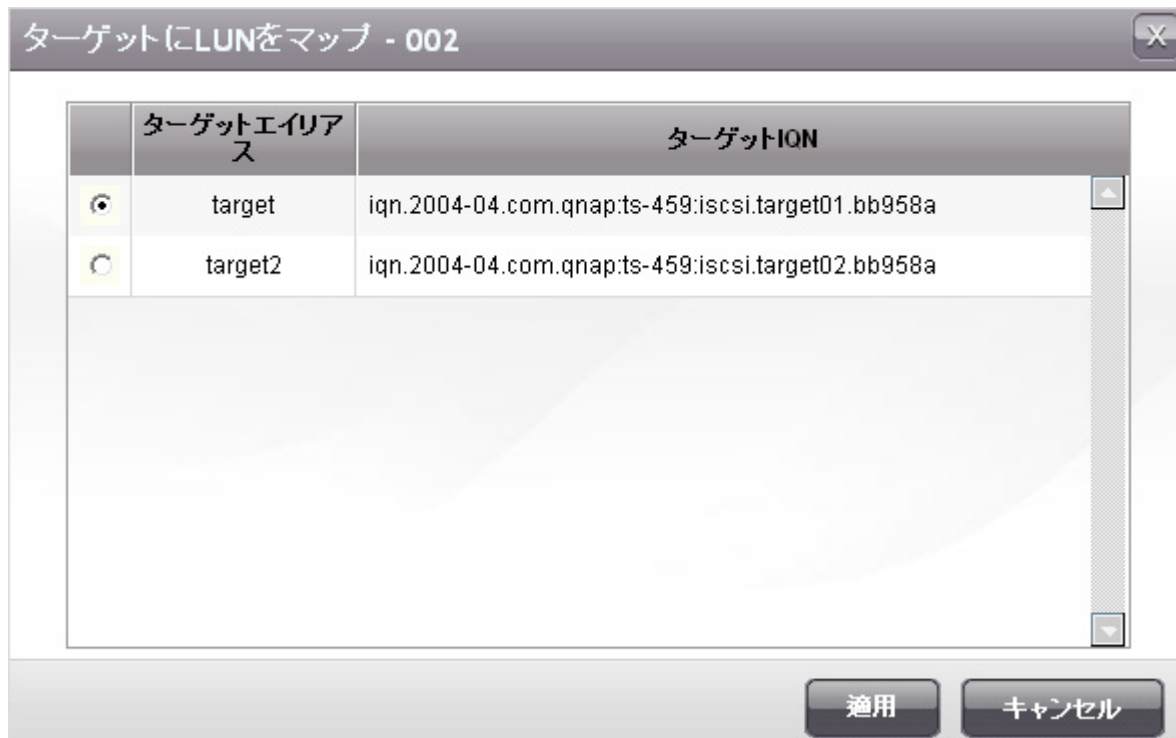 ターゲットにLUNをマップ - 002
X
ターゲットエイリア
ス
ターゲットIQN
target
iqn.2004-04.com.qnap:ts-459:iscsi.target01.bb958a
target2
iqn.2004-04.com.qnap:ts-459:iscsi.target02.bb958a
適用
キャンセル